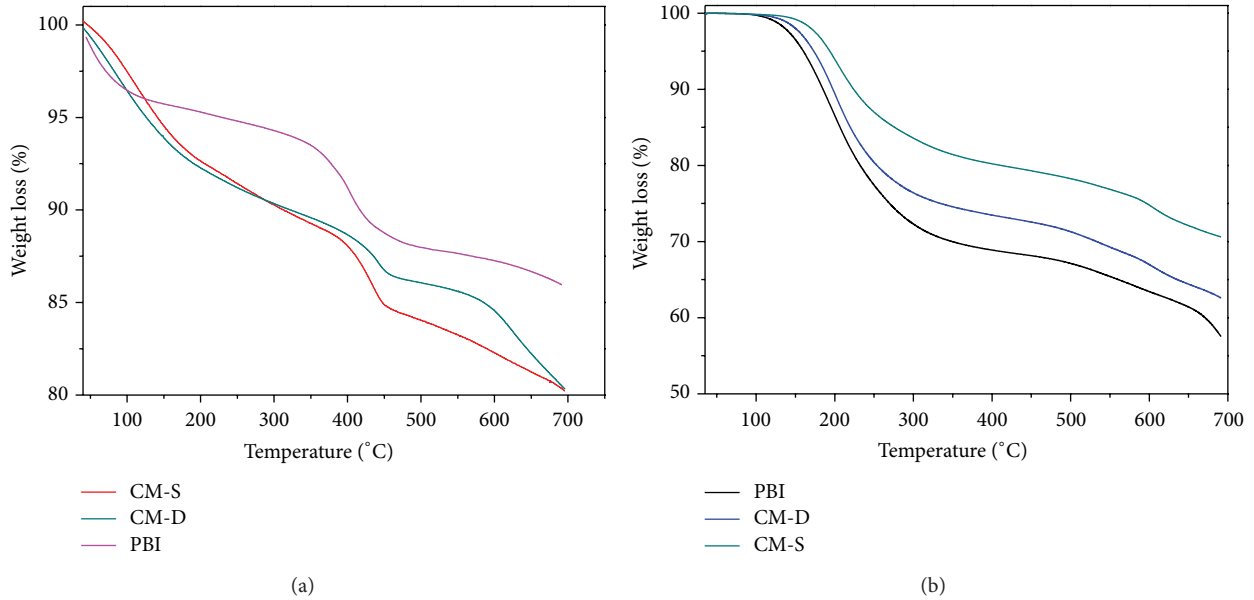 100
95
90
85
80
Weight loss (%)
100 200 300 400 500 600 700
Temperature (°C)
CM-S
CM-D
PBI
(a)
100
90
80
70
60
50
Weight loss (%)
100 200 300 400 500 600 700
Temperature (°C)
PBI
CM-D
CM-S
(b)